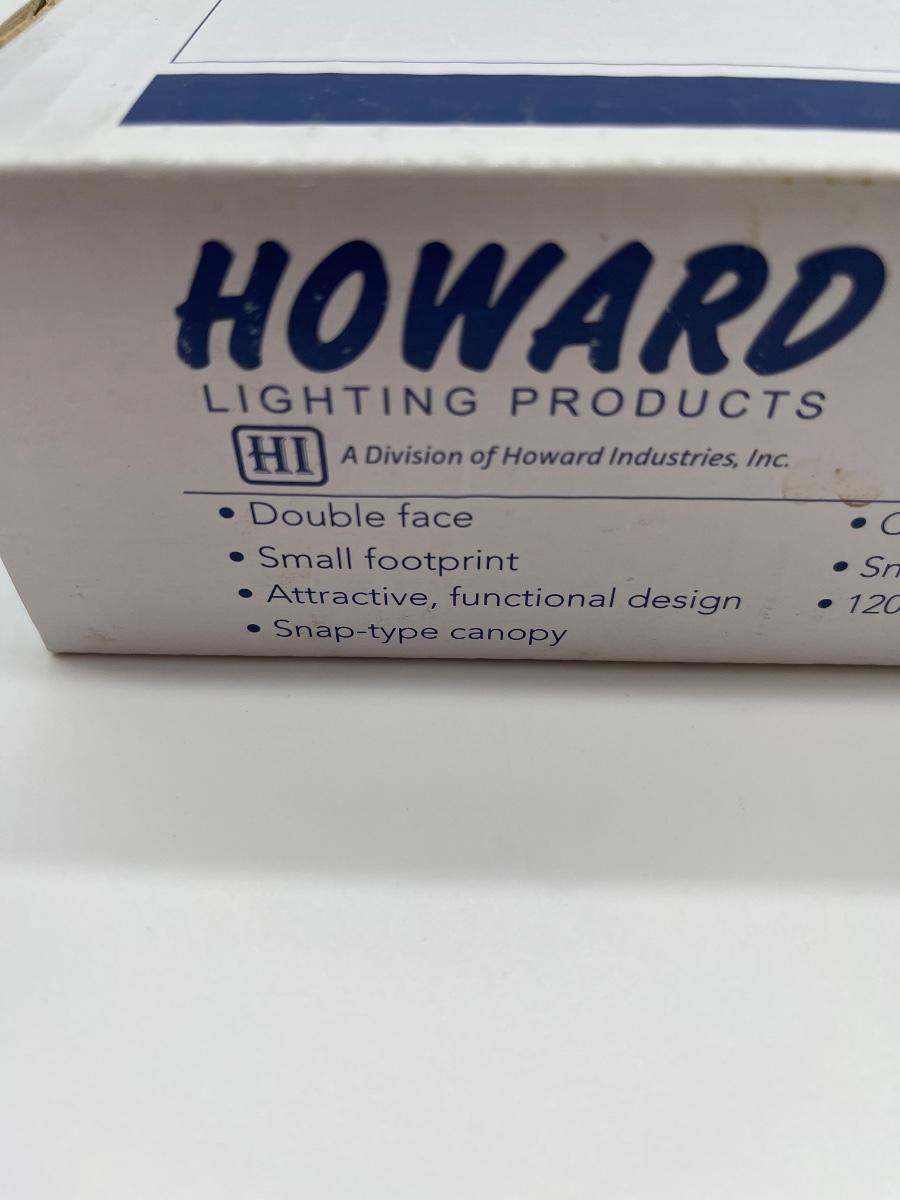 HOWARD
LIGHTING PRODUCTS
HI A Division of Howard Industries, Inc.
• Double face
• Small footprint
• Attractive, functional design
• Snap-type canopy
• 120